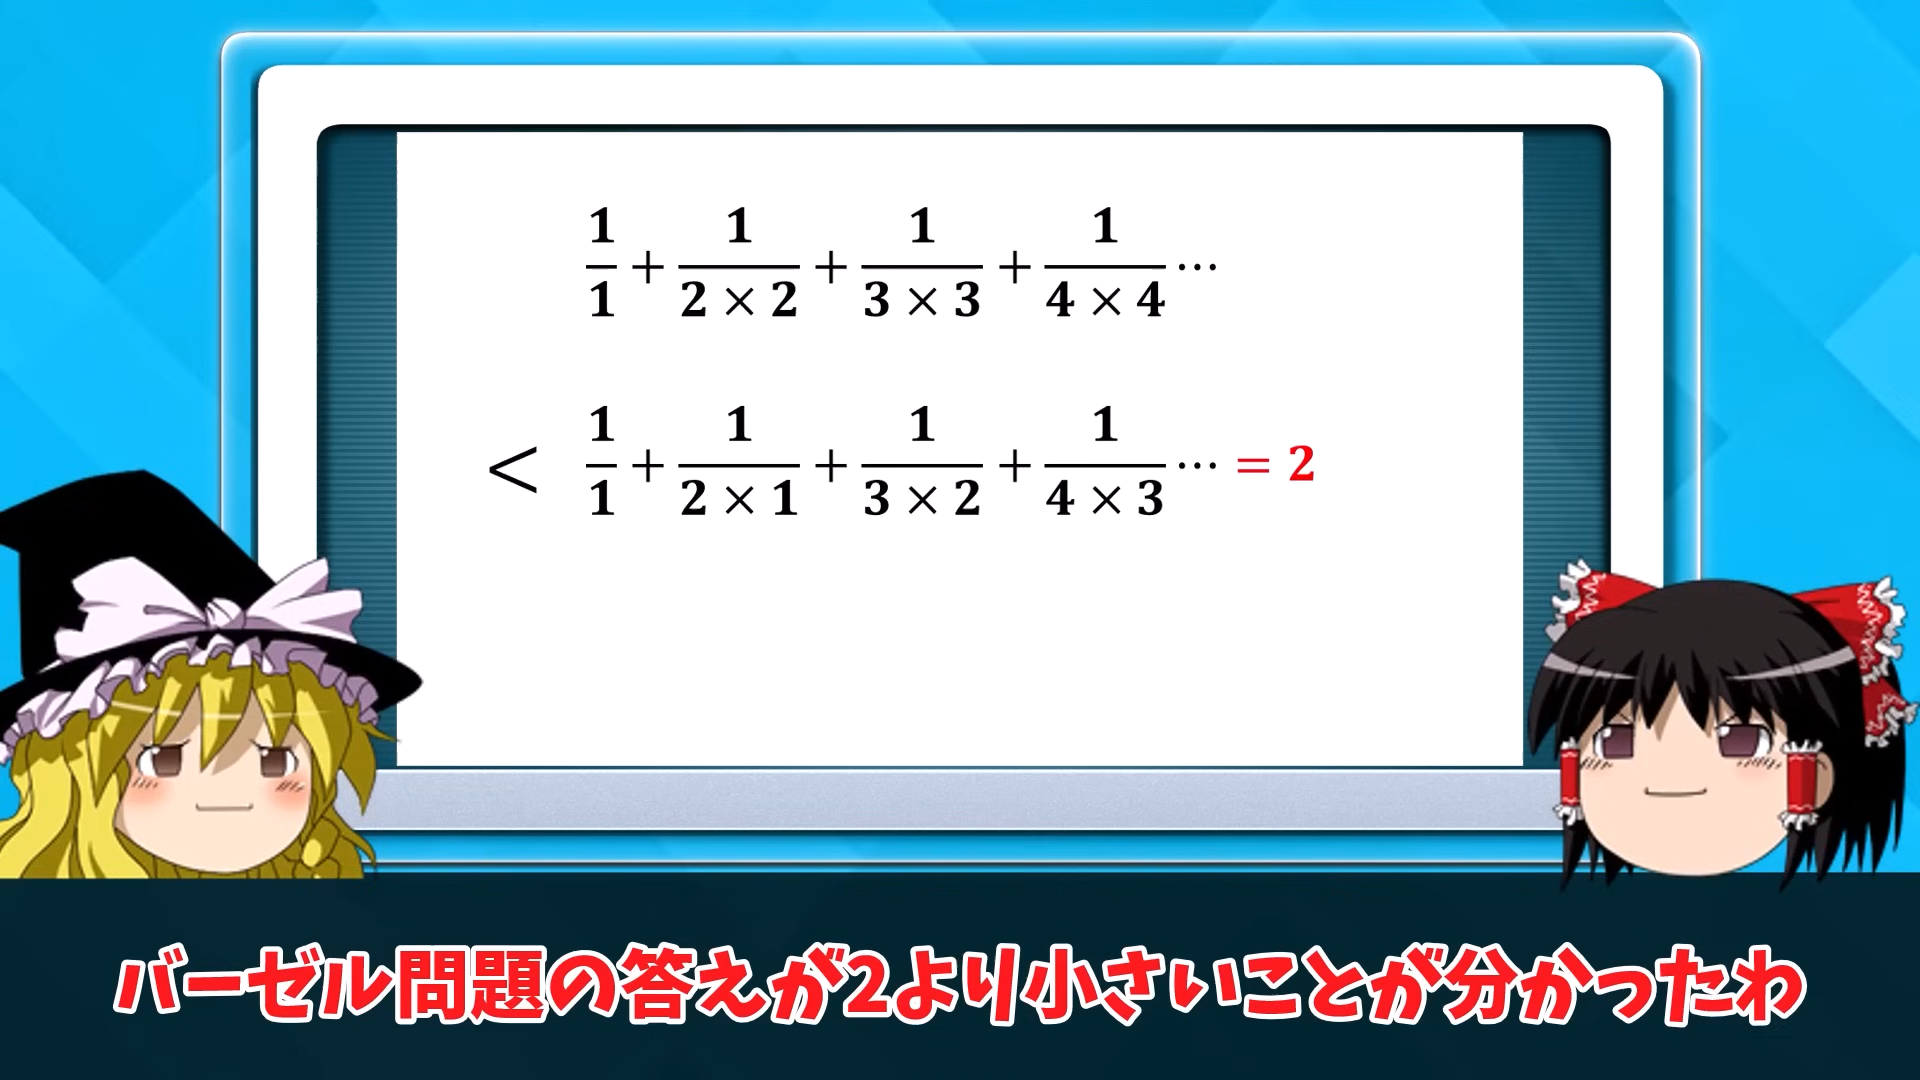 1/1 + 1/(2 × 2) + 1/(3 × 3) + 1/(4 × 4) ⋯
< 1/1 + 1/(2 × 1) + 1/(3 × 2) + 1/(4 × 3) ⋯ = 2
バーゼル問題の答えが2より小さいことが分かったわ